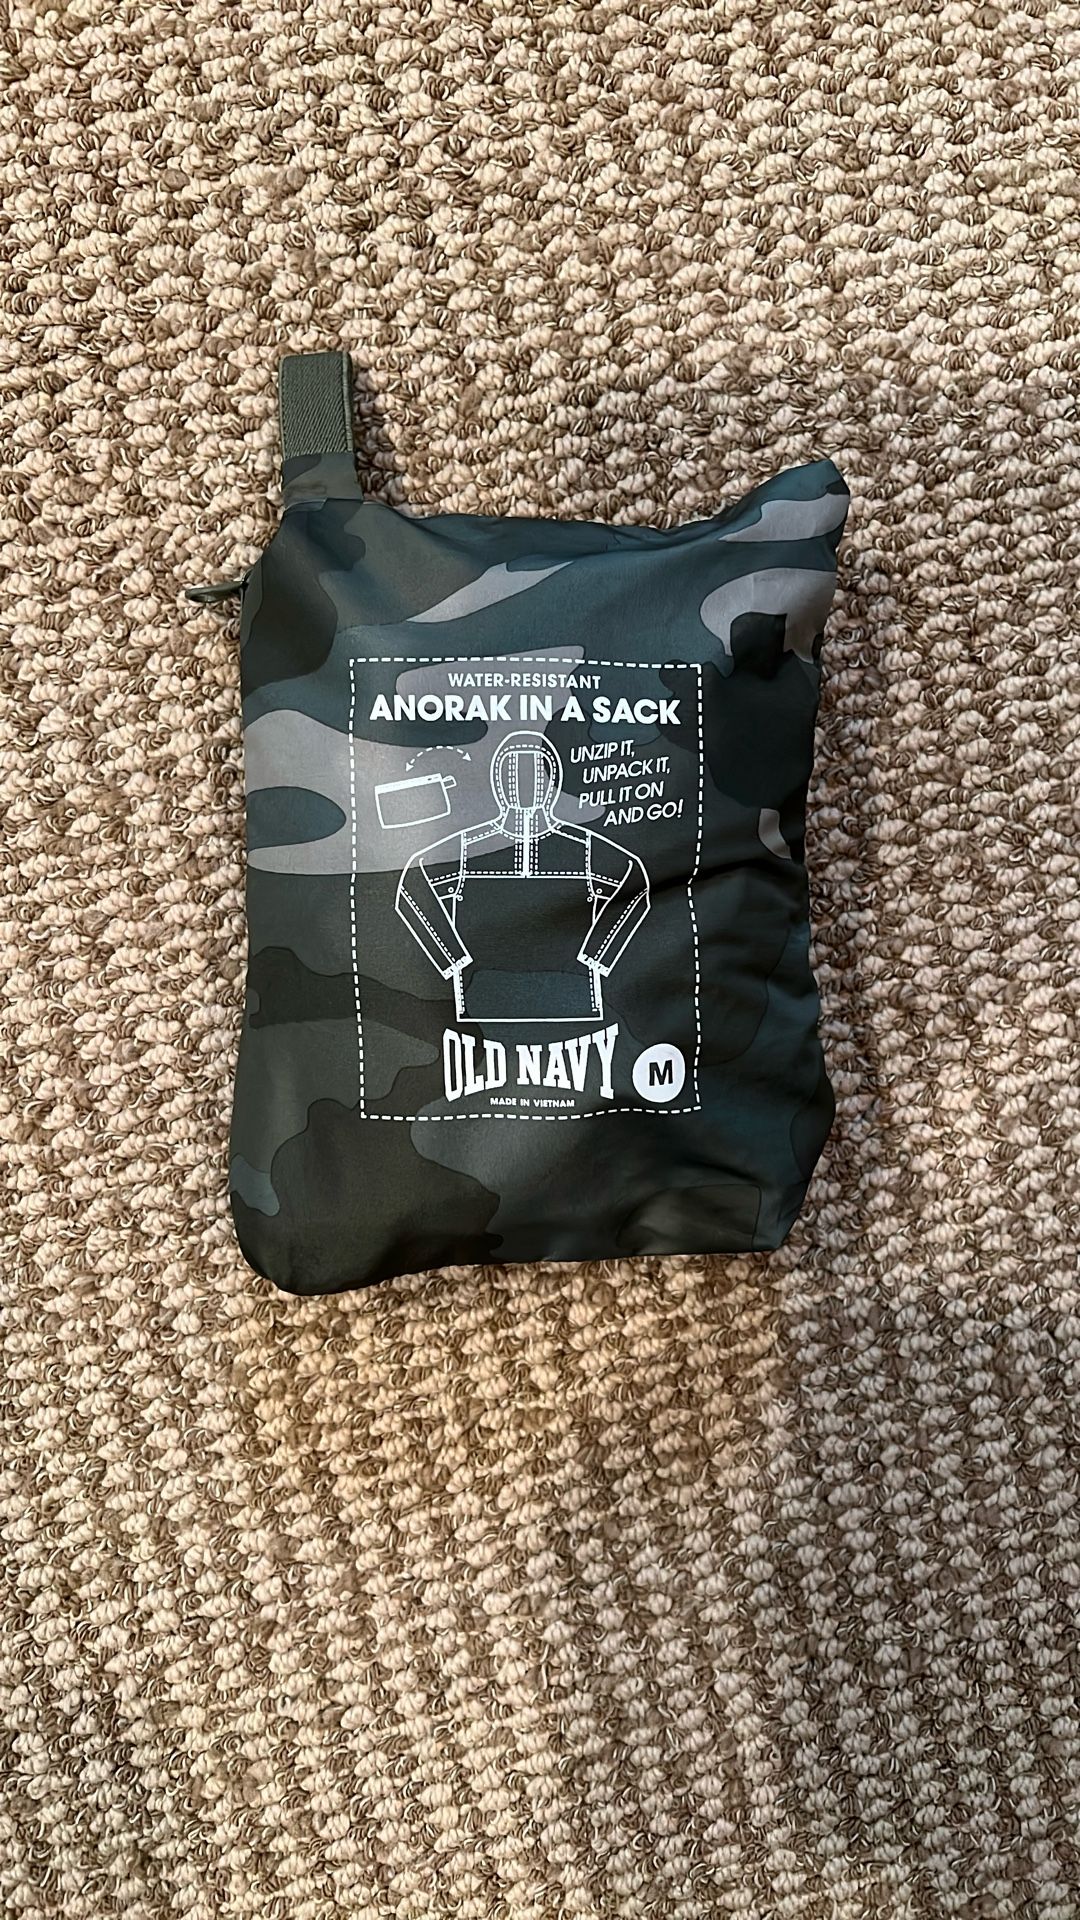 WATER-RESISTANT
ANORAK IN A SACK
UNZIP IT,
UNPACK IT,
PULL IT ON
AND GO!
OLD NAVY
M
MADE IN VIETNAM